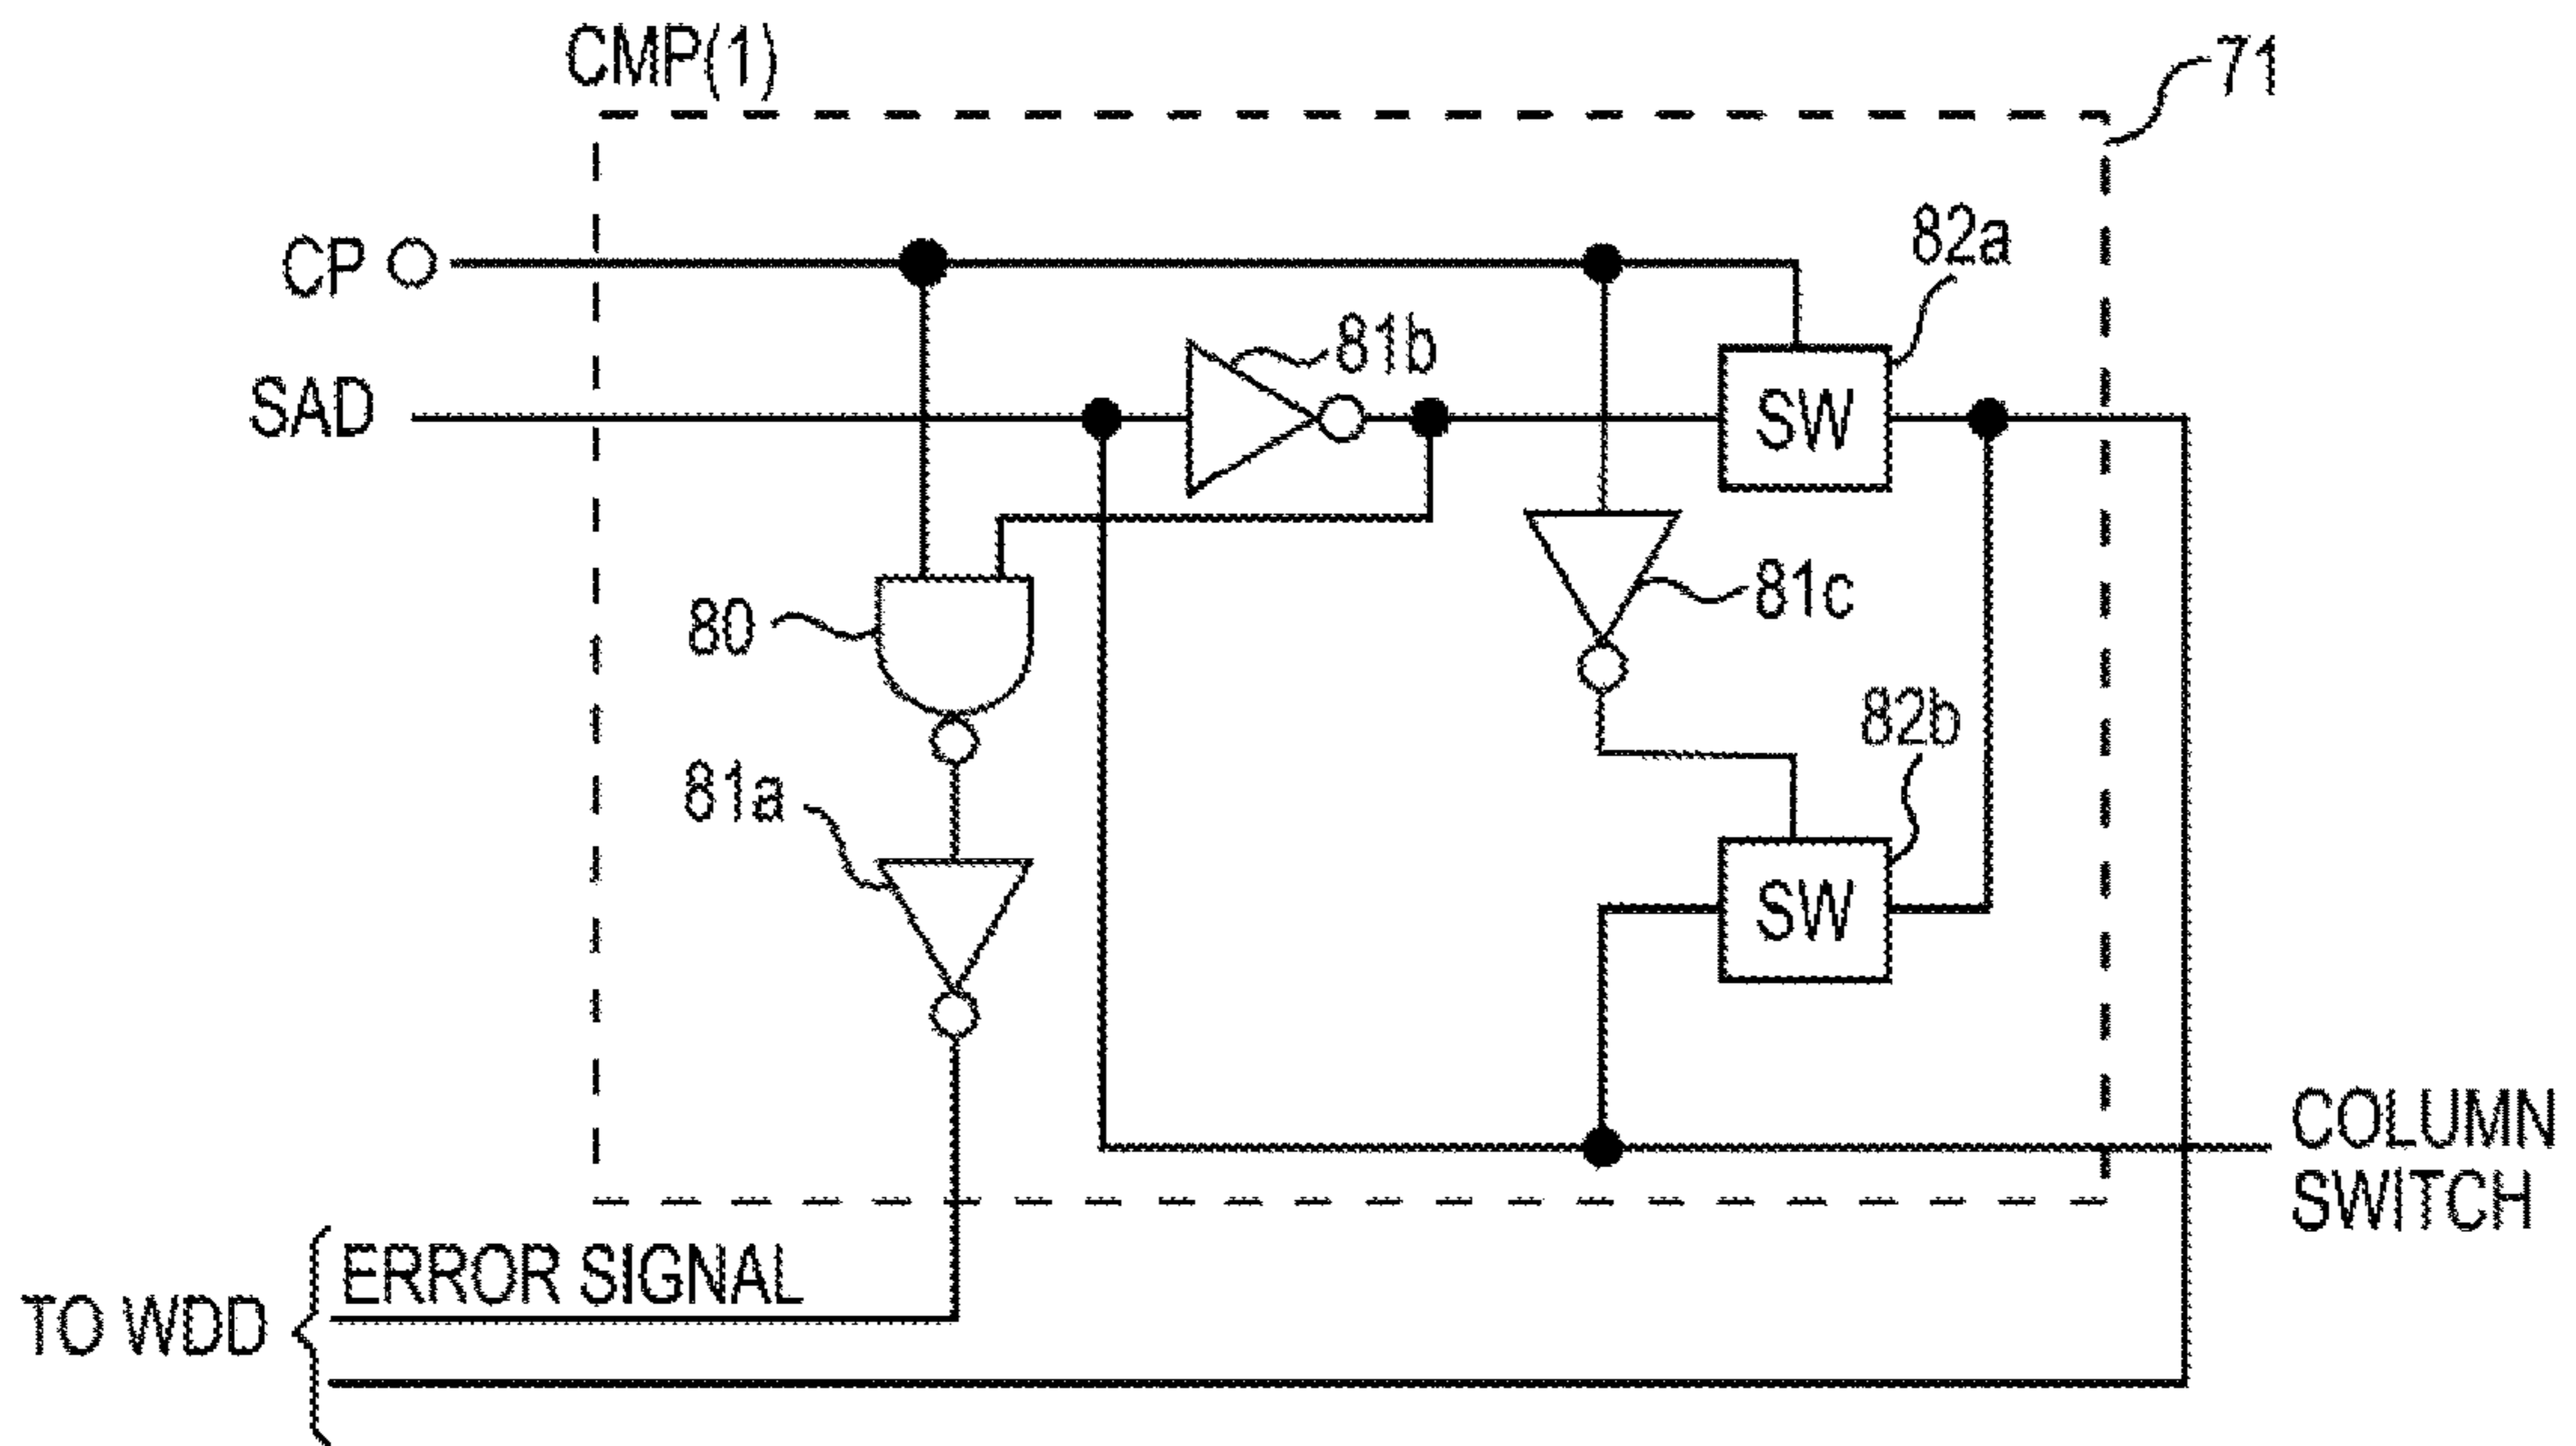 CMP(1)
71
CP
82a
81b
SAD
SW
80
81c
82b
81a
SW
COLUMN
SWITCH
ERROR SIGNAL
TO WDD